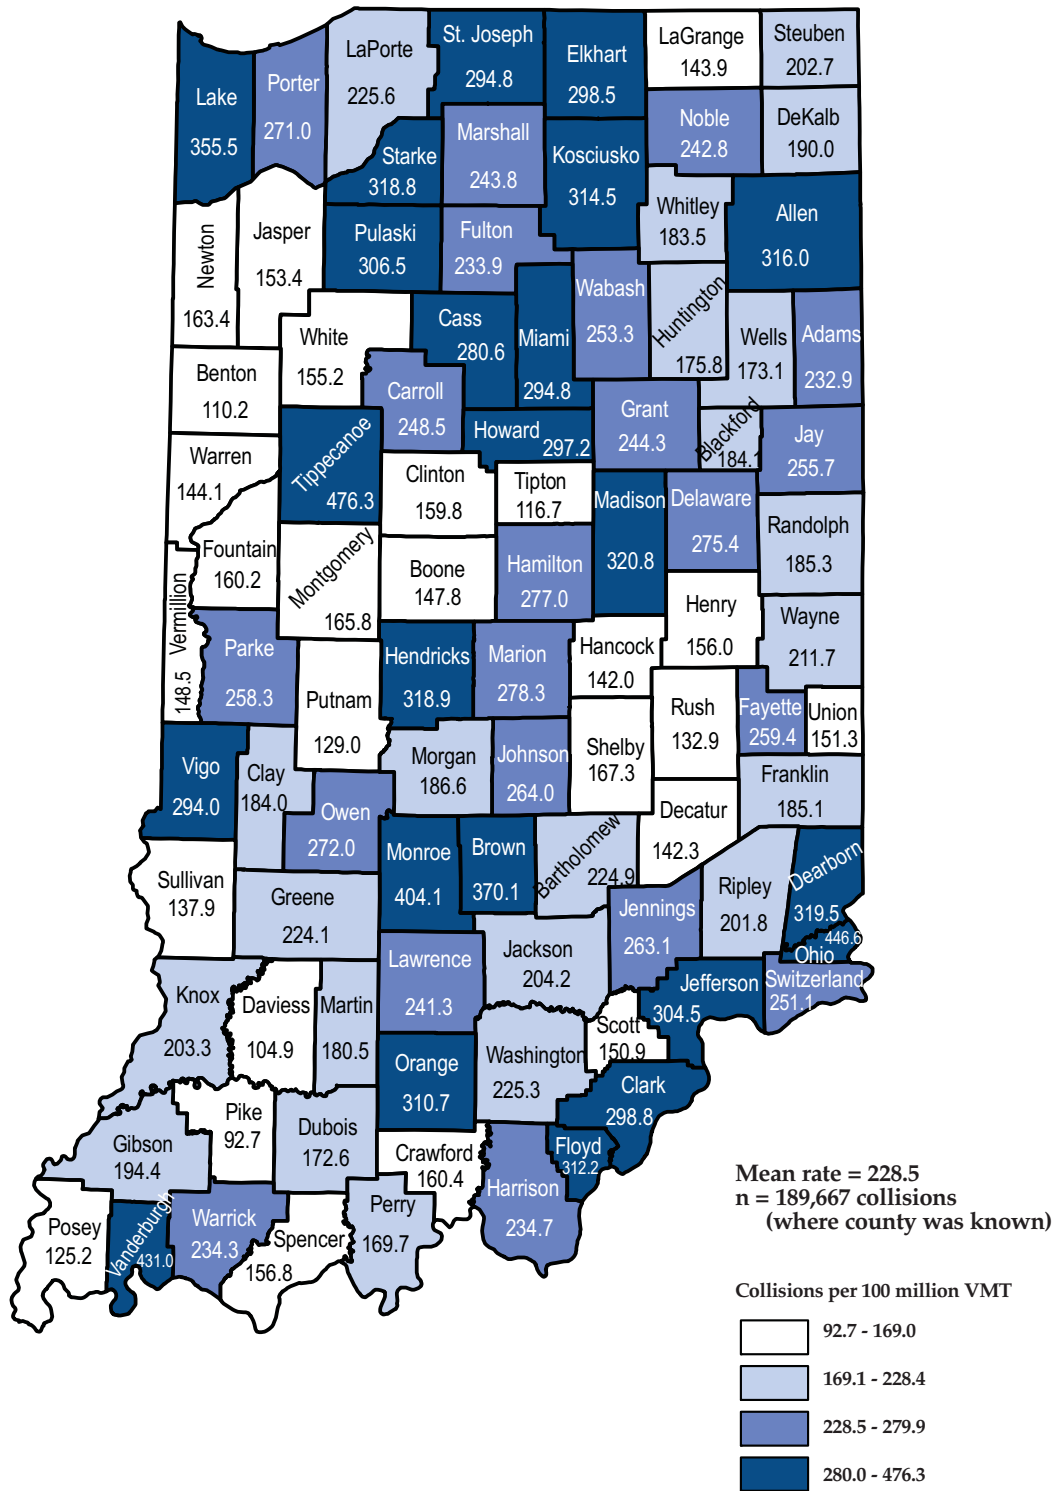 St. Joseph
294.8
Elkhart
298.5
LaGrange
143.9
Steuben
202.7
LaPorte
225.6
Lake
355.5
Porter
271.0
Noble
242.8
DeKalb
190.0
Marshall
243.8
Starke
318.8
Kosciusko
314.5
Whitley
183.5
Allen
316.0
Newton
163.4
Jasper
153.4
Pulaski
306.5
Fulton
233.9
Wabash
253.3
Huntington
175.8
Wells
173.1
Adams
232.9
White
155.2
Cass
280.6
Miami
294.8
Benton
110.2
Carroll
248.5
Howard
297.2
Grant
244.3
Blackford
184.1
Jay
255.7
Warren
144.1
Tippecanoe
476.3
Clinton
159.8
Tipton
116.7
Madison
320.8
Delaware
275.4
Randolph
185.3
Fountain
160.2
Montgomery
165.8
Boone
147.8
Hamilton
277.0
Henry
156.0
Wayne
211.7
Vermillion
148.5
Parke
258.3
Putnam
129.0
Hendricks
318.9
Marion
278.3
Hancock
142.0
Rush
132.9
Fayette
259.4
Union
151.3
Vigo
294.0
Clay
184.0
Morgan
186.6
Johnson
264.0
Shelby
167.3
Franklin
185.1
Owen
272.0
Decatur
142.3
Monroe
404.1
Brown
370.1
Bartholomew
224.9
Sullivan
137.9
Greene
224.1
Jennings
263.1
Ripley
201.8
Dearborn
319.5
446.6
Ohio
Lawrence
241.3
Jackson
204.2
Jefferson
304.5
Switzerland
251.1
Knox
203.3
Daviess
104.9
Martin
180.5
Scott
150.9
Orange
310.7
Washington
225.3
Clark
298.8
Pike
92.7
Dubois
172.6
Gibson
194.4
Crawford
160.4
Floyd
312.2
Harrison
234.7
Posey
125.2
Vanderburgh
431.0
Warrick
234.3
Spencer
156.8
Perry
169.7
Mean rate = 228.5
n = 189,667 collisions
(where county was known)
Collisions per 100 million VMT
92.7 - 169.0
169.1 - 228.4
228.5 - 279.9
280.0 - 476.3